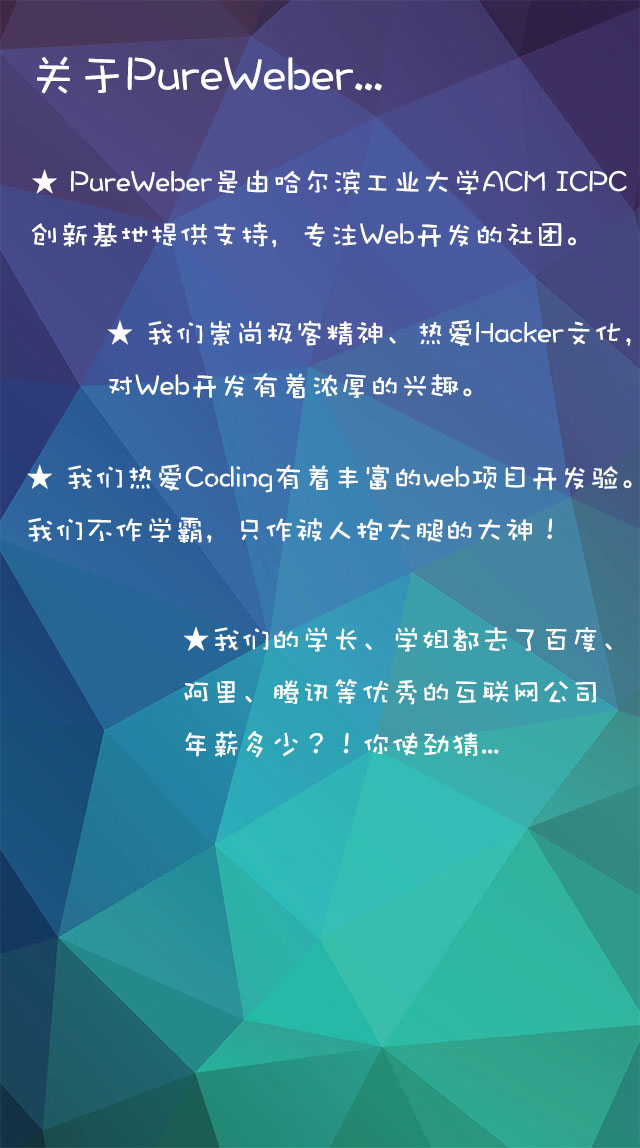 关于PureWeber...
★ PureWeber是由哈尔滨工业大学ACM ICPC
创新基地提供支持，专注Web开发的社团。
★ 我们崇尚极客精神、热爱Hacker文化，
对Web开发有着浓厚的兴趣。
★ 我们热爱Coding有着丰富的web项目开发验。
我们不作学霸，只作被人抱大腿的大神！
★我们的学长、学姐都去了百度、
阿里、腾讯等优秀的互联网公司
年薪多少？！你使劲猜...